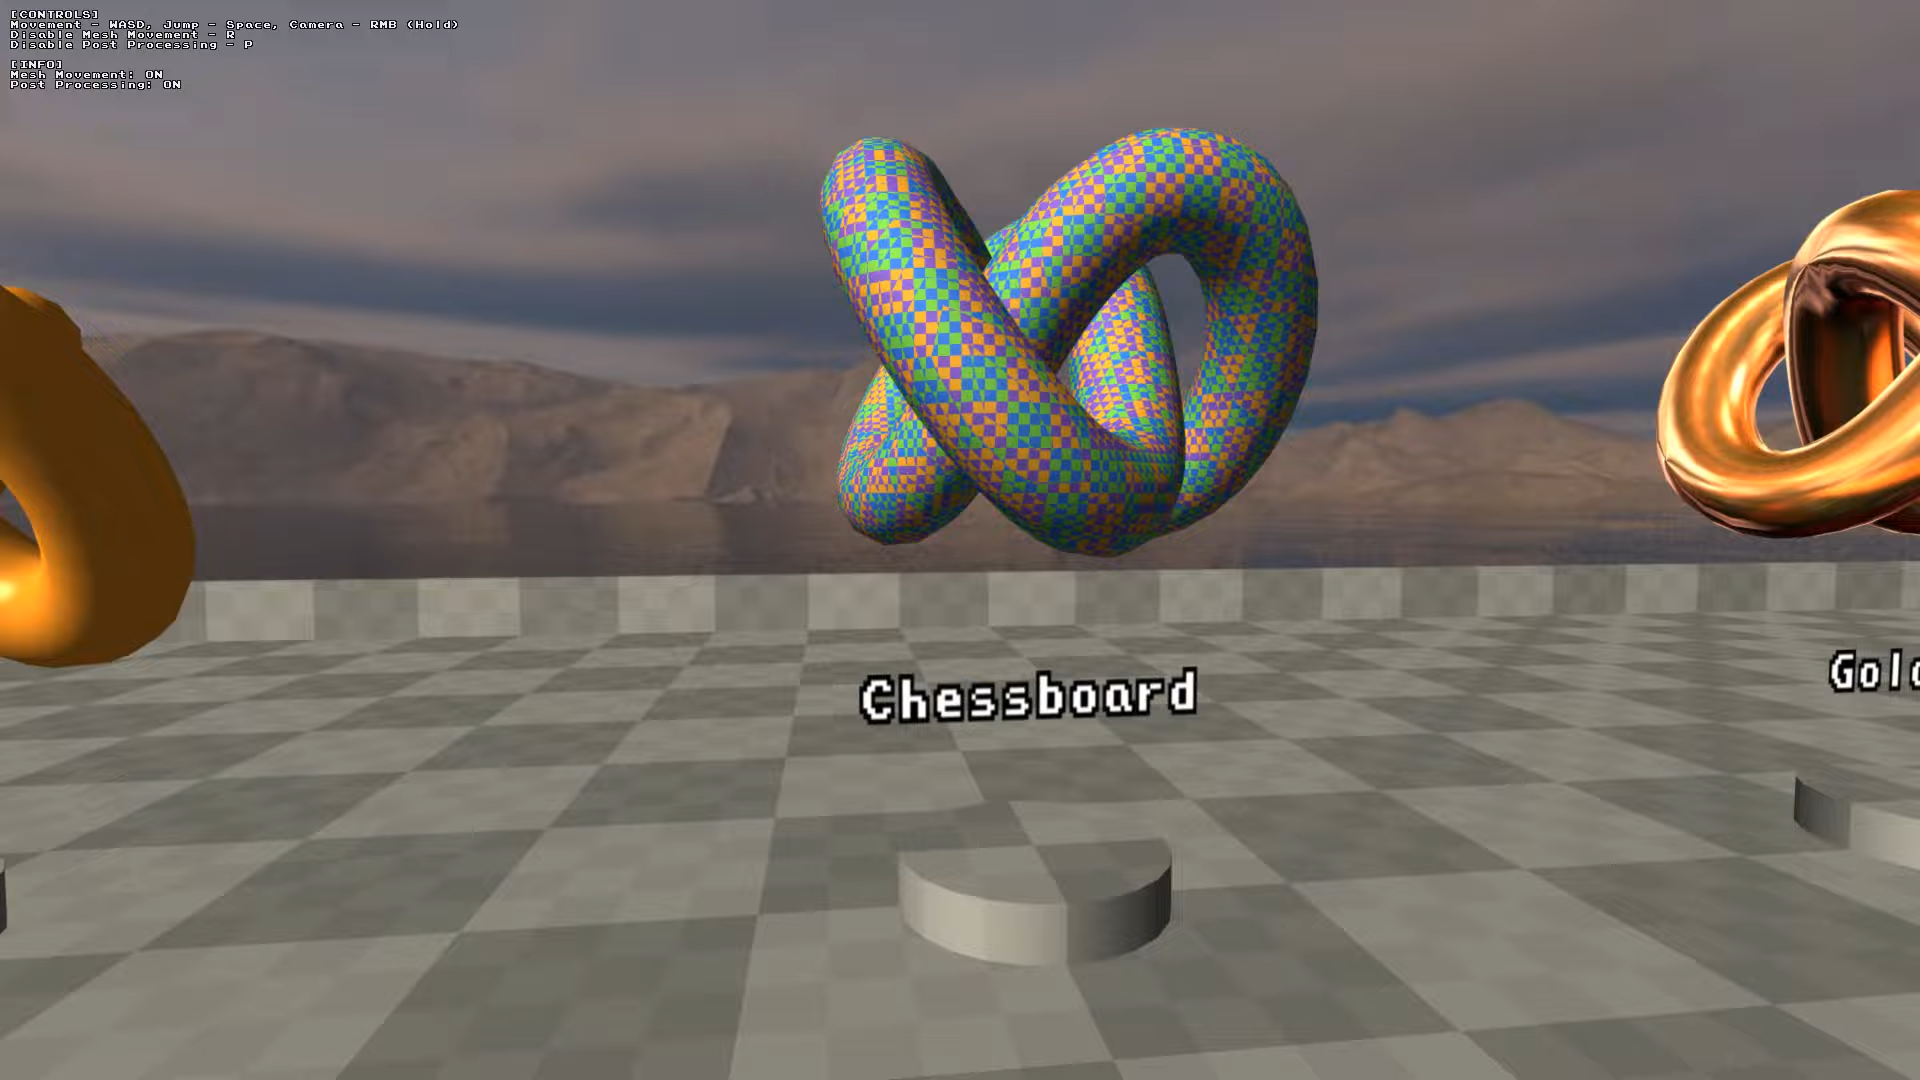 [CONTROLS]
Movement - WASD, Jump - Space, Camera - RMB (Hold)
Disable Mesh Movement - R
Disable Post Processing - P
[INFO]
Mesh Movement: ON
Post Processing: ON
Chessboard
Gol